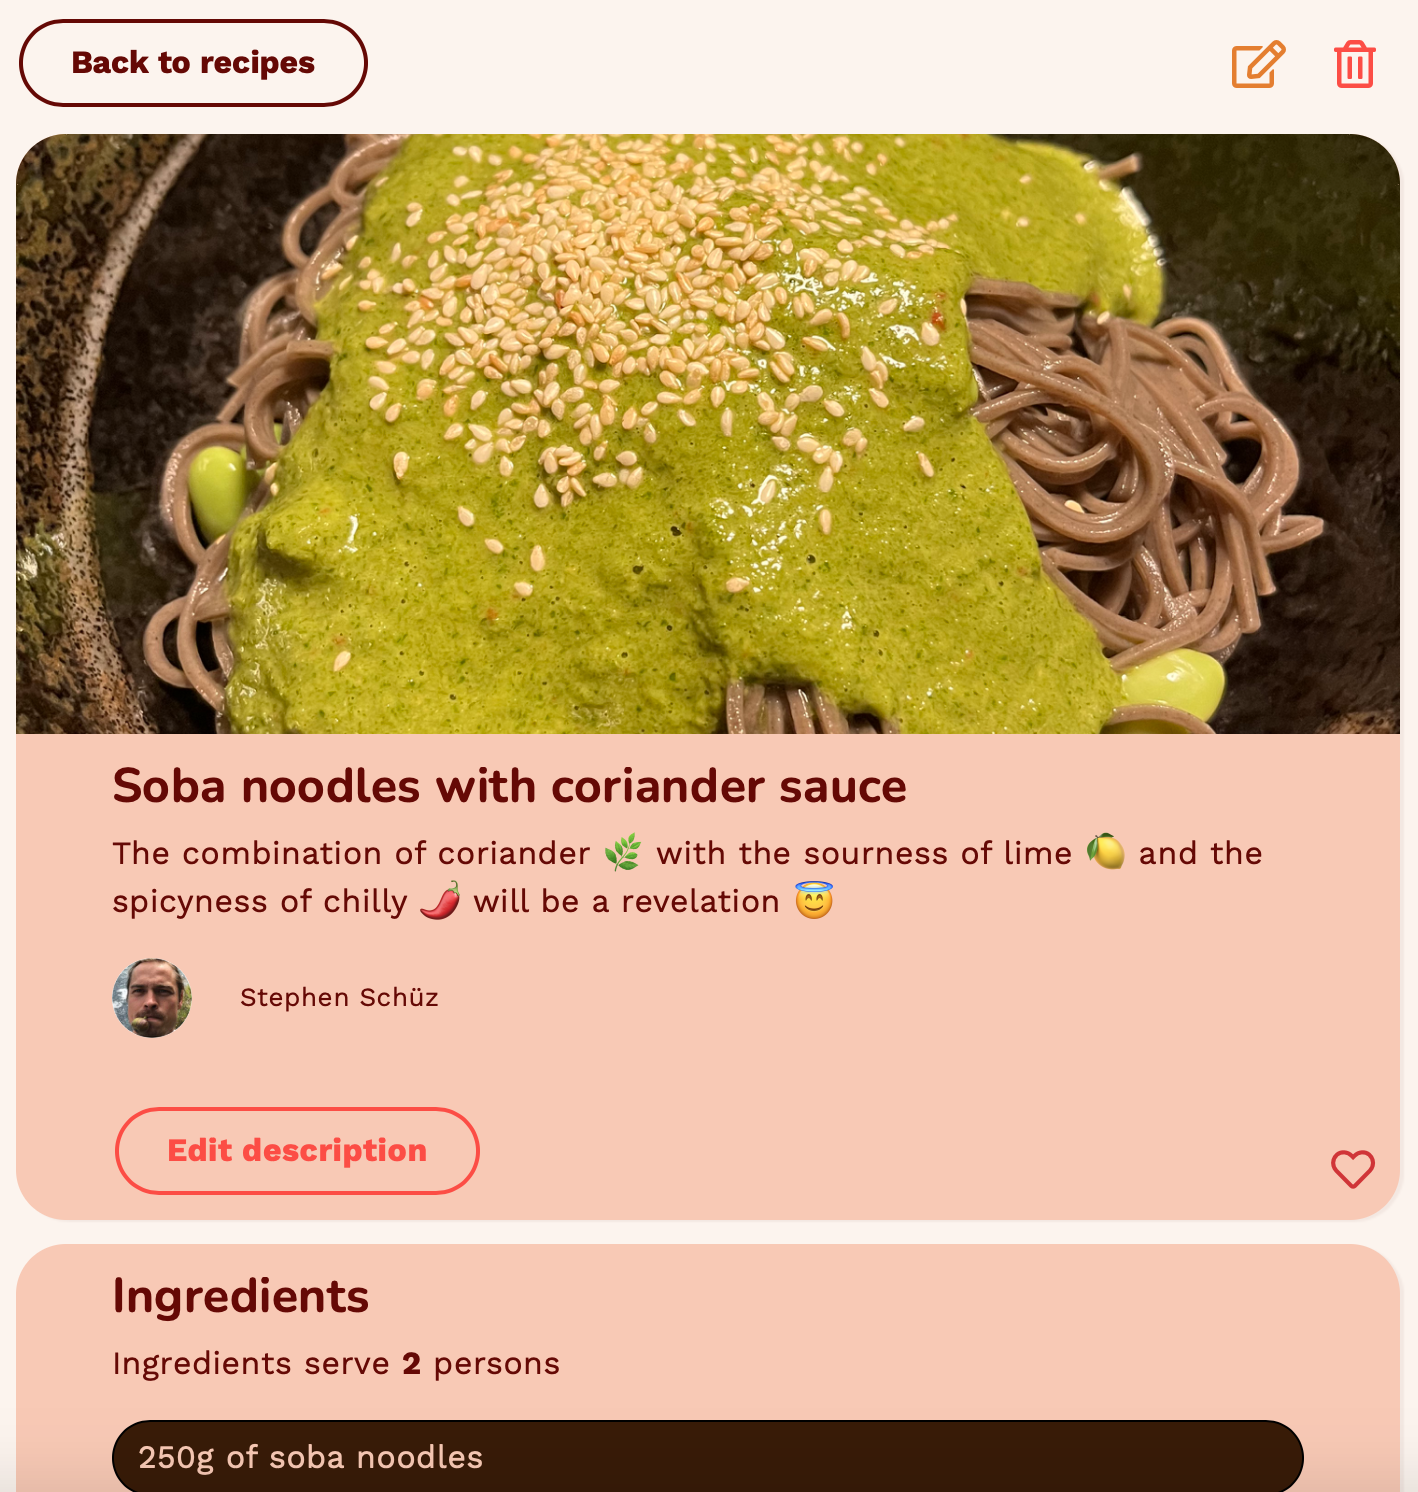 Back to recipes
Soba noodles with coriander sauce
The combination of coriander 🌿 with the sourness of lime 🍋 and the
spicyness of chilly 🌶️ will be a revelation 😇
Stephen Schüz
Edit description
Ingredients
Ingredients serve 2 persons
250g of soba noodles